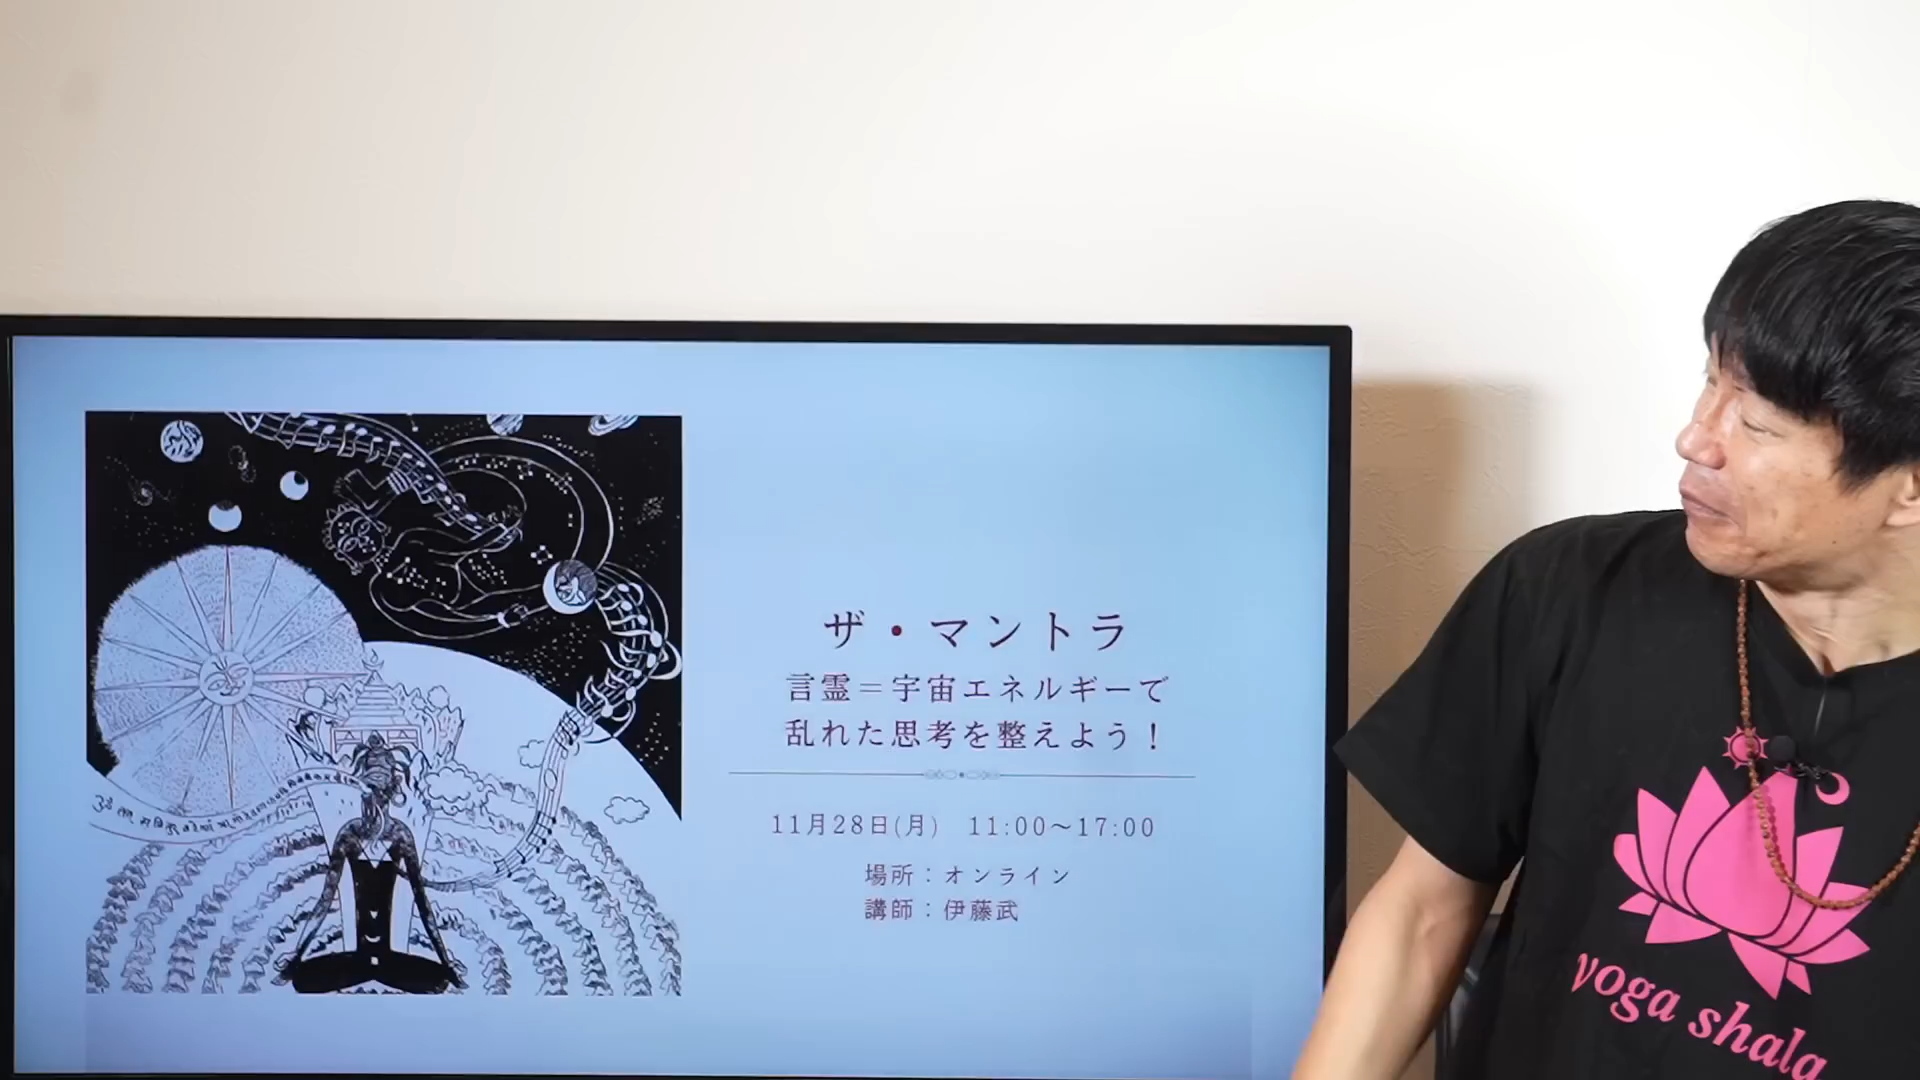 ザ・マントラ
言霊＝宇宙エネルギーで
乱れた思考を整えよう！
11月28日(月) 11:00〜17:00
場所：オンライン
講師：伊藤武
yoga shala